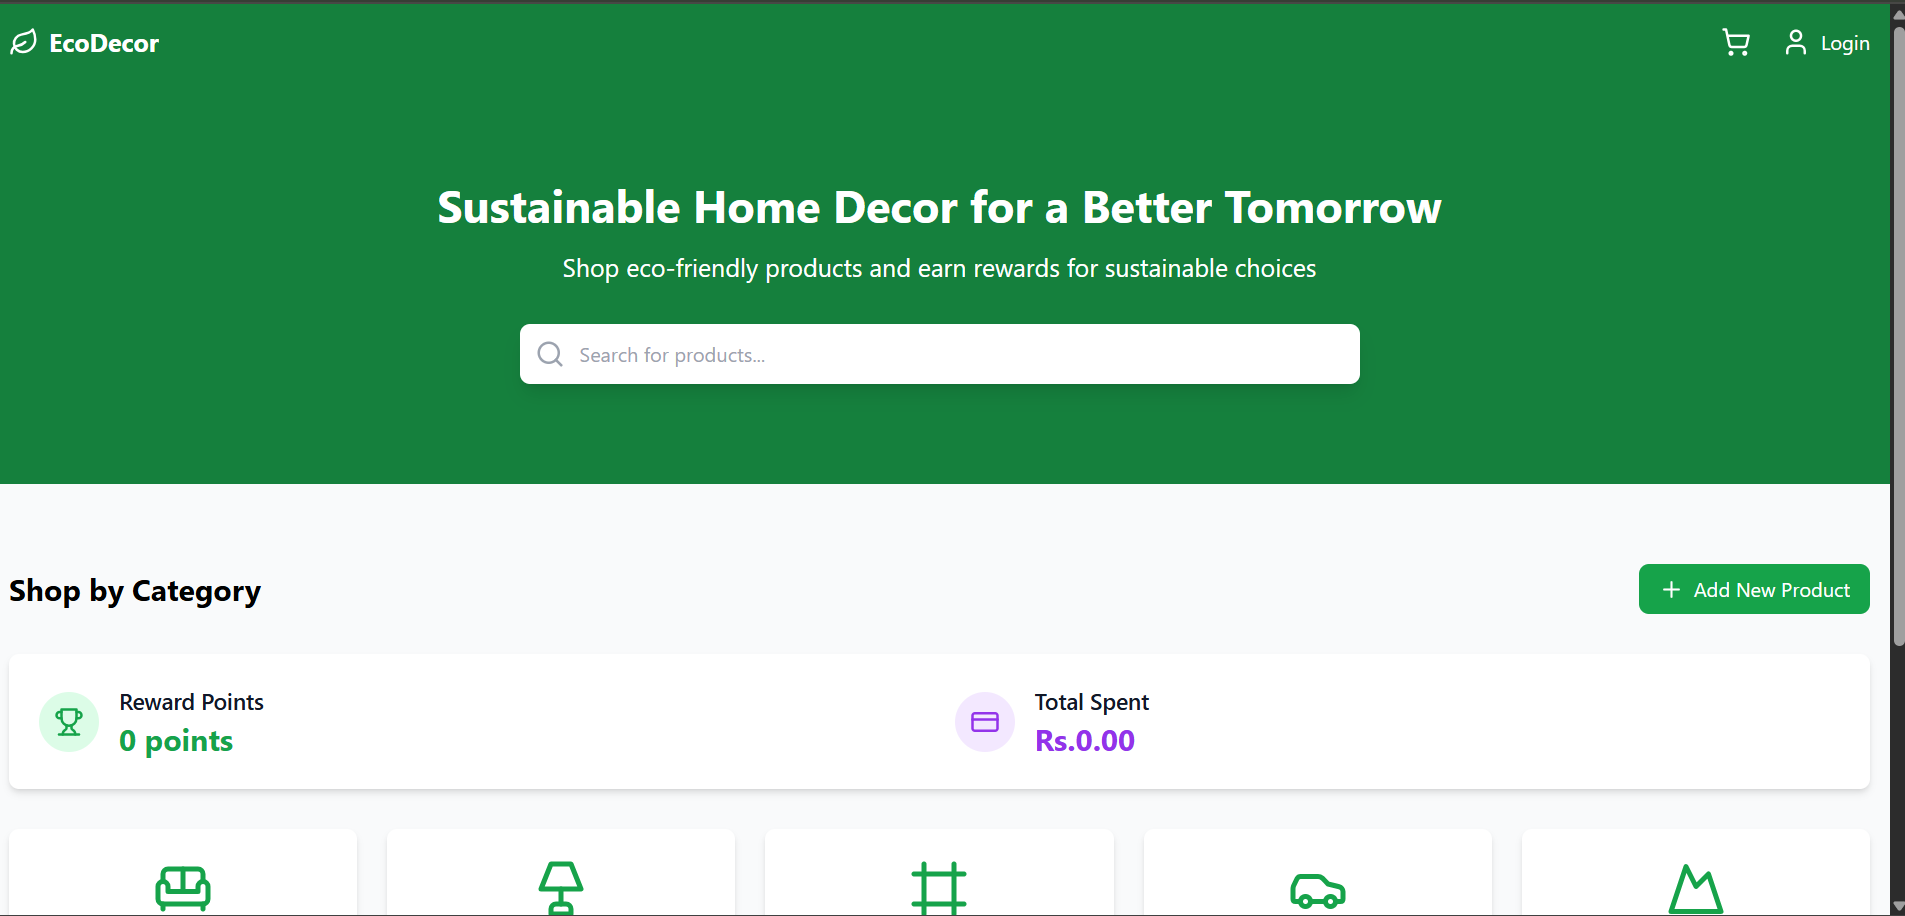 EcoDecor
Login
Sustainable Home Decor for a Better Tomorrow
Shop eco-friendly products and earn rewards for sustainable choices
Search for products...
Shop by Category
Add New Product
Reward Points
0 points
Total Spent
Rs.0.00